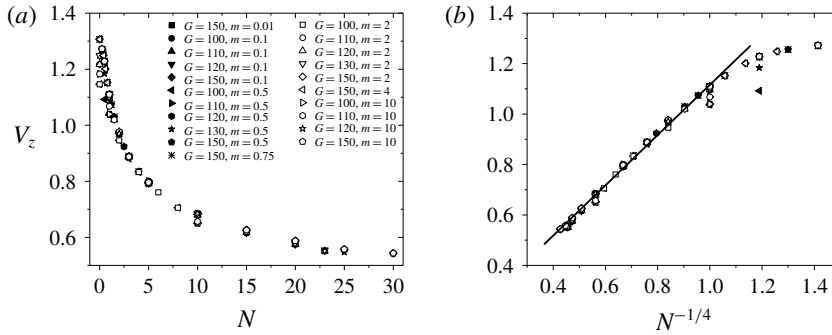 (a)
1.4
1.2
1.0
0.8
0.6
V_z
0
5
10
15
20
25
30
N
G = 150, m = 0.01
G = 100, m = 0.1
G = 110, m = 0.1
G = 120, m = 0.1
G = 150, m = 0.1
G = 100, m = 0.5
G = 110, m = 0.5
G = 120, m = 0.5
G = 130, m = 0.5
G = 150, m = 0.5
G = 150, m = 0.75
G = 100, m = 2
G = 110, m = 2
G = 120, m = 2
G = 130, m = 2
G = 150, m = 2
G = 150, m = 4
G = 100, m = 10
G = 110, m = 10
G = 120, m = 10
G = 150, m = 10
(b)
1.4
1.2
1.0
0.8
0.6
0.4
0.4
0.6
0.8
1.0
1.2
1.4
N^{-1/4}